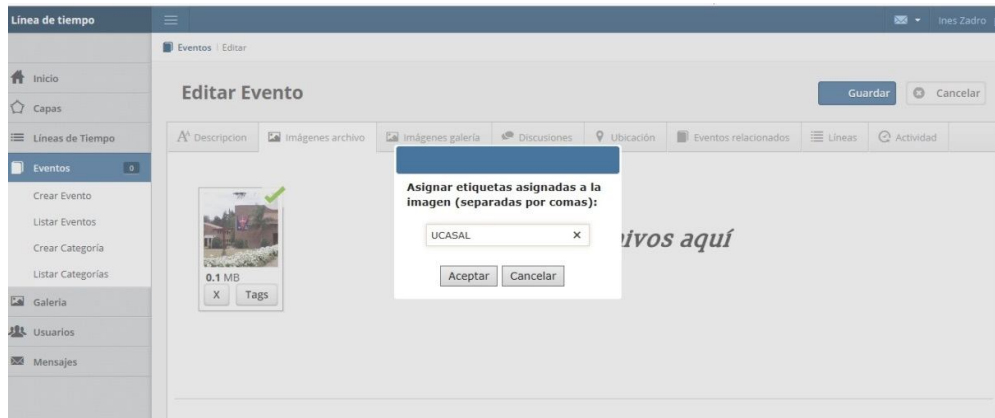 Línea de tiempo
Ines Zadro
Eventos | Editar
Inicio
Capas
Líneas de Tiempo
Eventos 0
Crear Evento
Listar Eventos
Crear Categoría
Listar Categorías
Galeria
Usuarios
Mensajes
Editar Evento
Guardar
Cancelar
Descripcion
Imágenes archivo
Imágenes galería
Discusiones
Ubicación
Eventos relacionados
Lineas
Actividad
0.1 MB
X
Tags
Asignar etiquetas asignadas a la
imagen (separadas por comas):
UCASAL
×
Aceptar
Cancelar
aquí